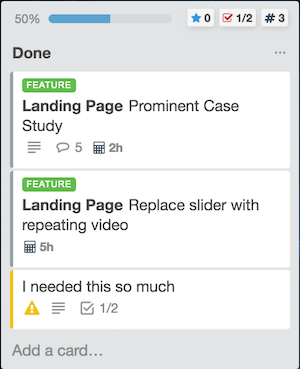 50% 0 1/2 # 3
Done ...
FEATURE
Landing Page Prominent Case
Study
5 2h
FEATURE
Landing Page Replace slider with
repeating video
5h
I needed this so much
1/2
Add a card…